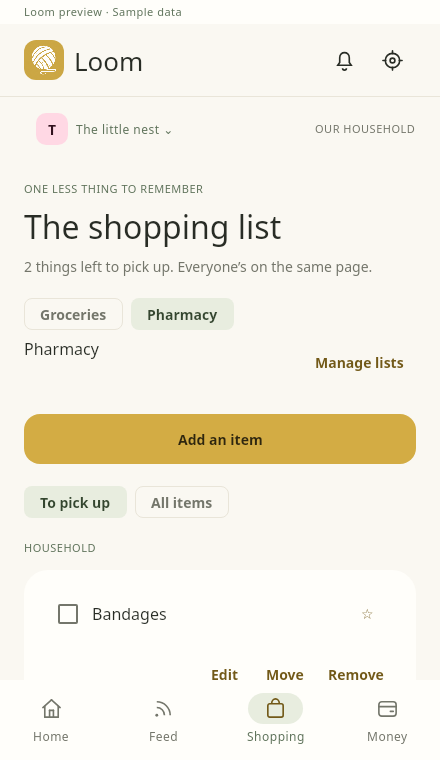 Loom preview · Sample data
Loom
T The little nest ⌄ OUR HOUSEHOLD
ONE LESS THING TO REMEMBER
The shopping list
2 things left to pick up. Everyone’s on the same page.
Groceries Pharmacy
Pharmacy
Manage lists
Add an item
To pick up All items
HOUSEHOLD
Bandages ☆
Edit Move Remove
Home Feed Shopping Money